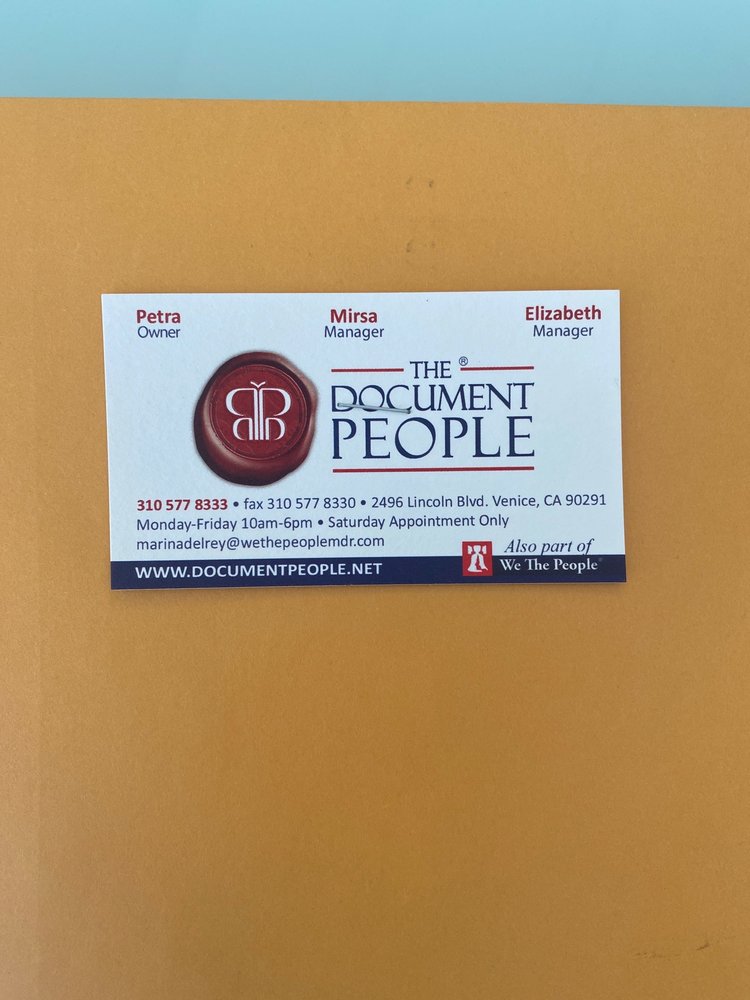 Petra Mirsa Elizabeth
Owner Manager Manager
THE ®
DOCUMENT
PEOPLE
310 577 8333 • fax 310 577 8330 • 2496 Lincoln Blvd. Venice, CA 90291
Monday-Friday 10am-6pm • Saturday Appointment Only
marinadelrey@wethepeoplemdr.com
Also part of
WWW.DOCUMENTPEOPLE.NET We The People®